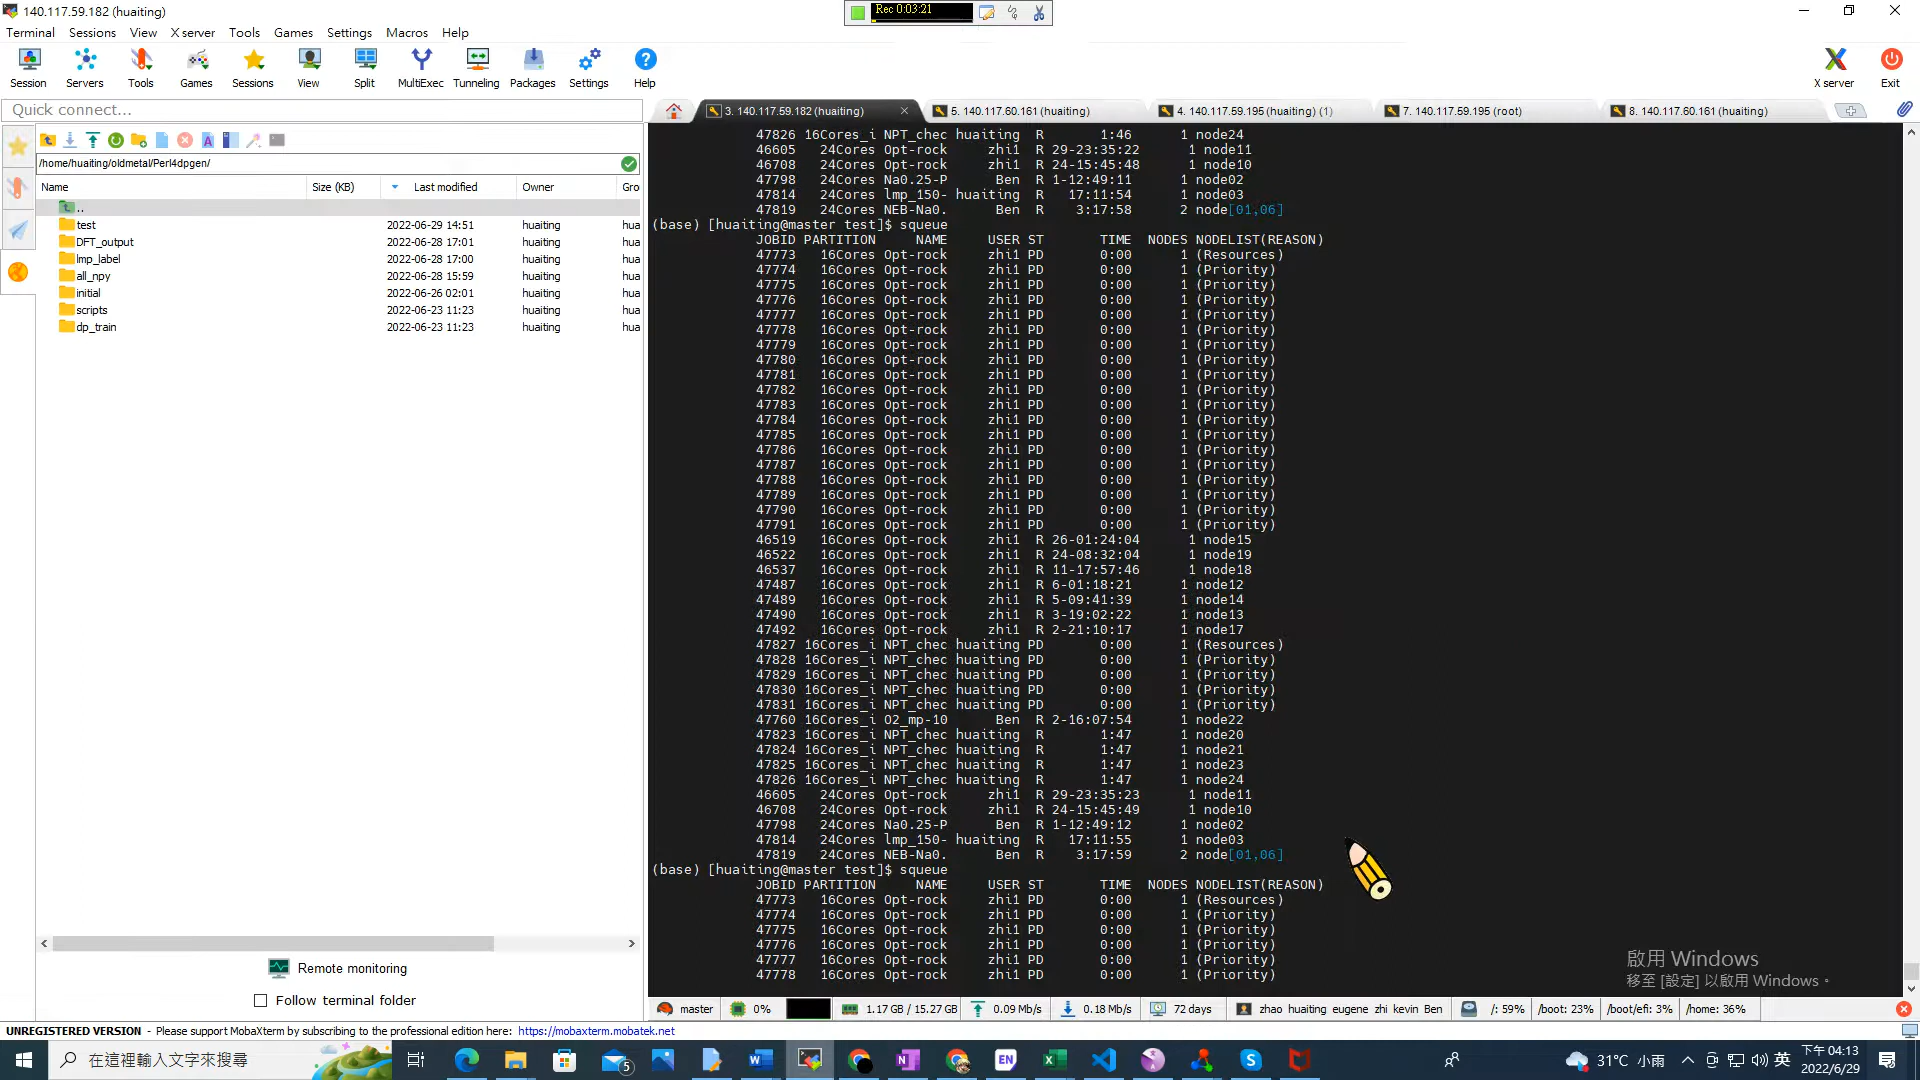 140.117.59.182 (huaiting)
Rec 0:03:21
Terminal Sessions View X server Tools Games Settings Macros Help
Session Servers Tools Games Sessions View Split MultiExec Tunneling Packages Settings Help X server Exit
Quick connect...
3. 140.117.59.182 (huaiting) 5. 140.117.60.161 (huaiting) 4. 140.117.59.195 (huaiting) (1) 7. 140.117.59.195 (root) 8. 140.117.60.161 (huaiting)
/home/huaiting/oldmetal/Perl4dpgen/
Name Size (KB) Last modified Owner Gro
..
test 2022-06-29 14:51 huaiting hua
DFT_output 2022-06-28 17:01 huaiting hua
lmp_label 2022-06-28 17:00 huaiting hua
all_npy 2022-06-28 15:59 huaiting hua
initial 2022-06-26 02:01 huaiting hua
scripts 2022-06-23 11:23 huaiting hua
dp_train 2022-06-23 11:23 huaiting hua
Remote monitoring
Follow terminal folder
47826 16Cores_i NPT_chec huaiting R 1:46 1 node24
46605 24Cores Opt-rock zhi1 R 29-23:35:22 1 node11
46708 24Cores Opt-rock zhi1 R 24-15:45:48 1 node10
47798 24Cores Na0.25-P Ben R 1-12:49:11 1 node02
47814 24Cores lmp_150- huaiting R 17:11:54 1 node03
47819 24Cores NEB-Na0. Ben R 3:17:58 2 node[01,06]
(base) [huaiting@master test]$ squeue
JOBID PARTITION NAME USER ST TIME NODES NODELIST(REASON)
47773 16Cores Opt-rock zhi1 PD 0:00 1 (Resources)
47774 16Cores Opt-rock zhi1 PD 0:00 1 (Priority)
47775 16Cores Opt-rock zhi1 PD 0:00 1 (Priority)
47776 16Cores Opt-rock zhi1 PD 0:00 1 (Priority)
47777 16Cores Opt-rock zhi1 PD 0:00 1 (Priority)
47778 16Cores Opt-rock zhi1 PD 0:00 1 (Priority)
47779 16Cores Opt-rock zhi1 PD 0:00 1 (Priority)
47780 16Cores Opt-rock zhi1 PD 0:00 1 (Priority)
47781 16Cores Opt-rock zhi1 PD 0:00 1 (Priority)
47782 16Cores Opt-rock zhi1 PD 0:00 1 (Priority)
47783 16Cores Opt-rock zhi1 PD 0:00 1 (Priority)
47784 16Cores Opt-rock zhi1 PD 0:00 1 (Priority)
47785 16Cores Opt-rock zhi1 PD 0:00 1 (Priority)
47786 16Cores Opt-rock zhi1 PD 0:00 1 (Priority)
47787 16Cores Opt-rock zhi1 PD 0:00 1 (Priority)
47788 16Cores Opt-rock zhi1 PD 0:00 1 (Priority)
47789 16Cores Opt-rock zhi1 PD 0:00 1 (Priority)
47790 16Cores Opt-rock zhi1 PD 0:00 1 (Priority)
47791 16Cores Opt-rock zhi1 PD 0:00 1 (Priority)
46519 16Cores Opt-rock zhi1 R 26-01:24:04 1 node15
46522 16Cores Opt-rock zhi1 R 24-08:32:04 1 node19
46537 16Cores Opt-rock zhi1 R 11-17:57:46 1 node18
47487 16Cores Opt-rock zhi1 R 6-01:18:21 1 node12
47489 16Cores Opt-rock zhi1 R 5-09:41:39 1 node14
47490 16Cores Opt-rock zhi1 R 3-19:02:22 1 node13
47492 16Cores Opt-rock zhi1 R 2-21:10:17 1 node17
47827 16Cores_i NPT_chec huaiting PD 0:00 1 (Resources)
47828 16Cores_i NPT_chec huaiting PD 0:00 1 (Priority)
47829 16Cores_i NPT_chec huaiting PD 0:00 1 (Priority)
47830 16Cores_i NPT_chec huaiting PD 0:00 1 (Priority)
47831 16Cores_i NPT_chec huaiting PD 0:00 1 (Priority)
47760 16Cores_i O2_mp-10 Ben R 2-16:07:54 1 node22
47823 16Cores_i NPT_chec huaiting R 1:47 1 node20
47824 16Cores_i NPT_chec huaiting R 1:47 1 node21
47825 16Cores_i NPT_chec huaiting R 1:47 1 node23
47826 16Cores_i NPT_chec huaiting R 1:47 1 node24
46605 24Cores Opt-rock zhi1 R 29-23:35:23 1 node11
46708 24Cores Opt-rock zhi1 R 24-15:45:49 1 node10
47798 24Cores Na0.25-P Ben R 1-12:49:12 1 node02
47814 24Cores lmp_150- huaiting R 17:11:55 1 node03
47819 24Cores NEB-Na0. Ben R 3:17:59 2 node[01,06]
(base) [huaiting@master test]$ squeue
JOBID PARTITION NAME USER ST TIME NODES NODELIST(REASON)
47773 16Cores Opt-rock zhi1 PD 0:00 1 (Resources)
47774 16Cores Opt-rock zhi1 PD 0:00 1 (Priority)
47775 16Cores Opt-rock zhi1 PD 0:00 1 (Priority)
47776 16Cores Opt-rock zhi1 PD 0:00 1 (Priority)
47777 16Cores Opt-rock zhi1 PD 0:00 1 (Priority)
47778 16Cores Opt-rock zhi1 PD 0:00 1 (Priority)
啟用 Windows
移至 [設定] 以啟用 Windows。
master 0% 1.17 GB / 15.27 GB 0.09 Mb/s 0.18 Mb/s 72 days zhao huaiting eugene zhi kevin Ben /: 59% /boot: 23% /boot/efi: 3% /home: 36%
UNREGISTERED VERSION - Please support MobaXterm by subscribing to the professional edition here: https://mobaxterm.mobatek.net
在這裡輸入文字來搜尋 5 EN 31°C 小雨 英 下午 04:13
2022/6/29